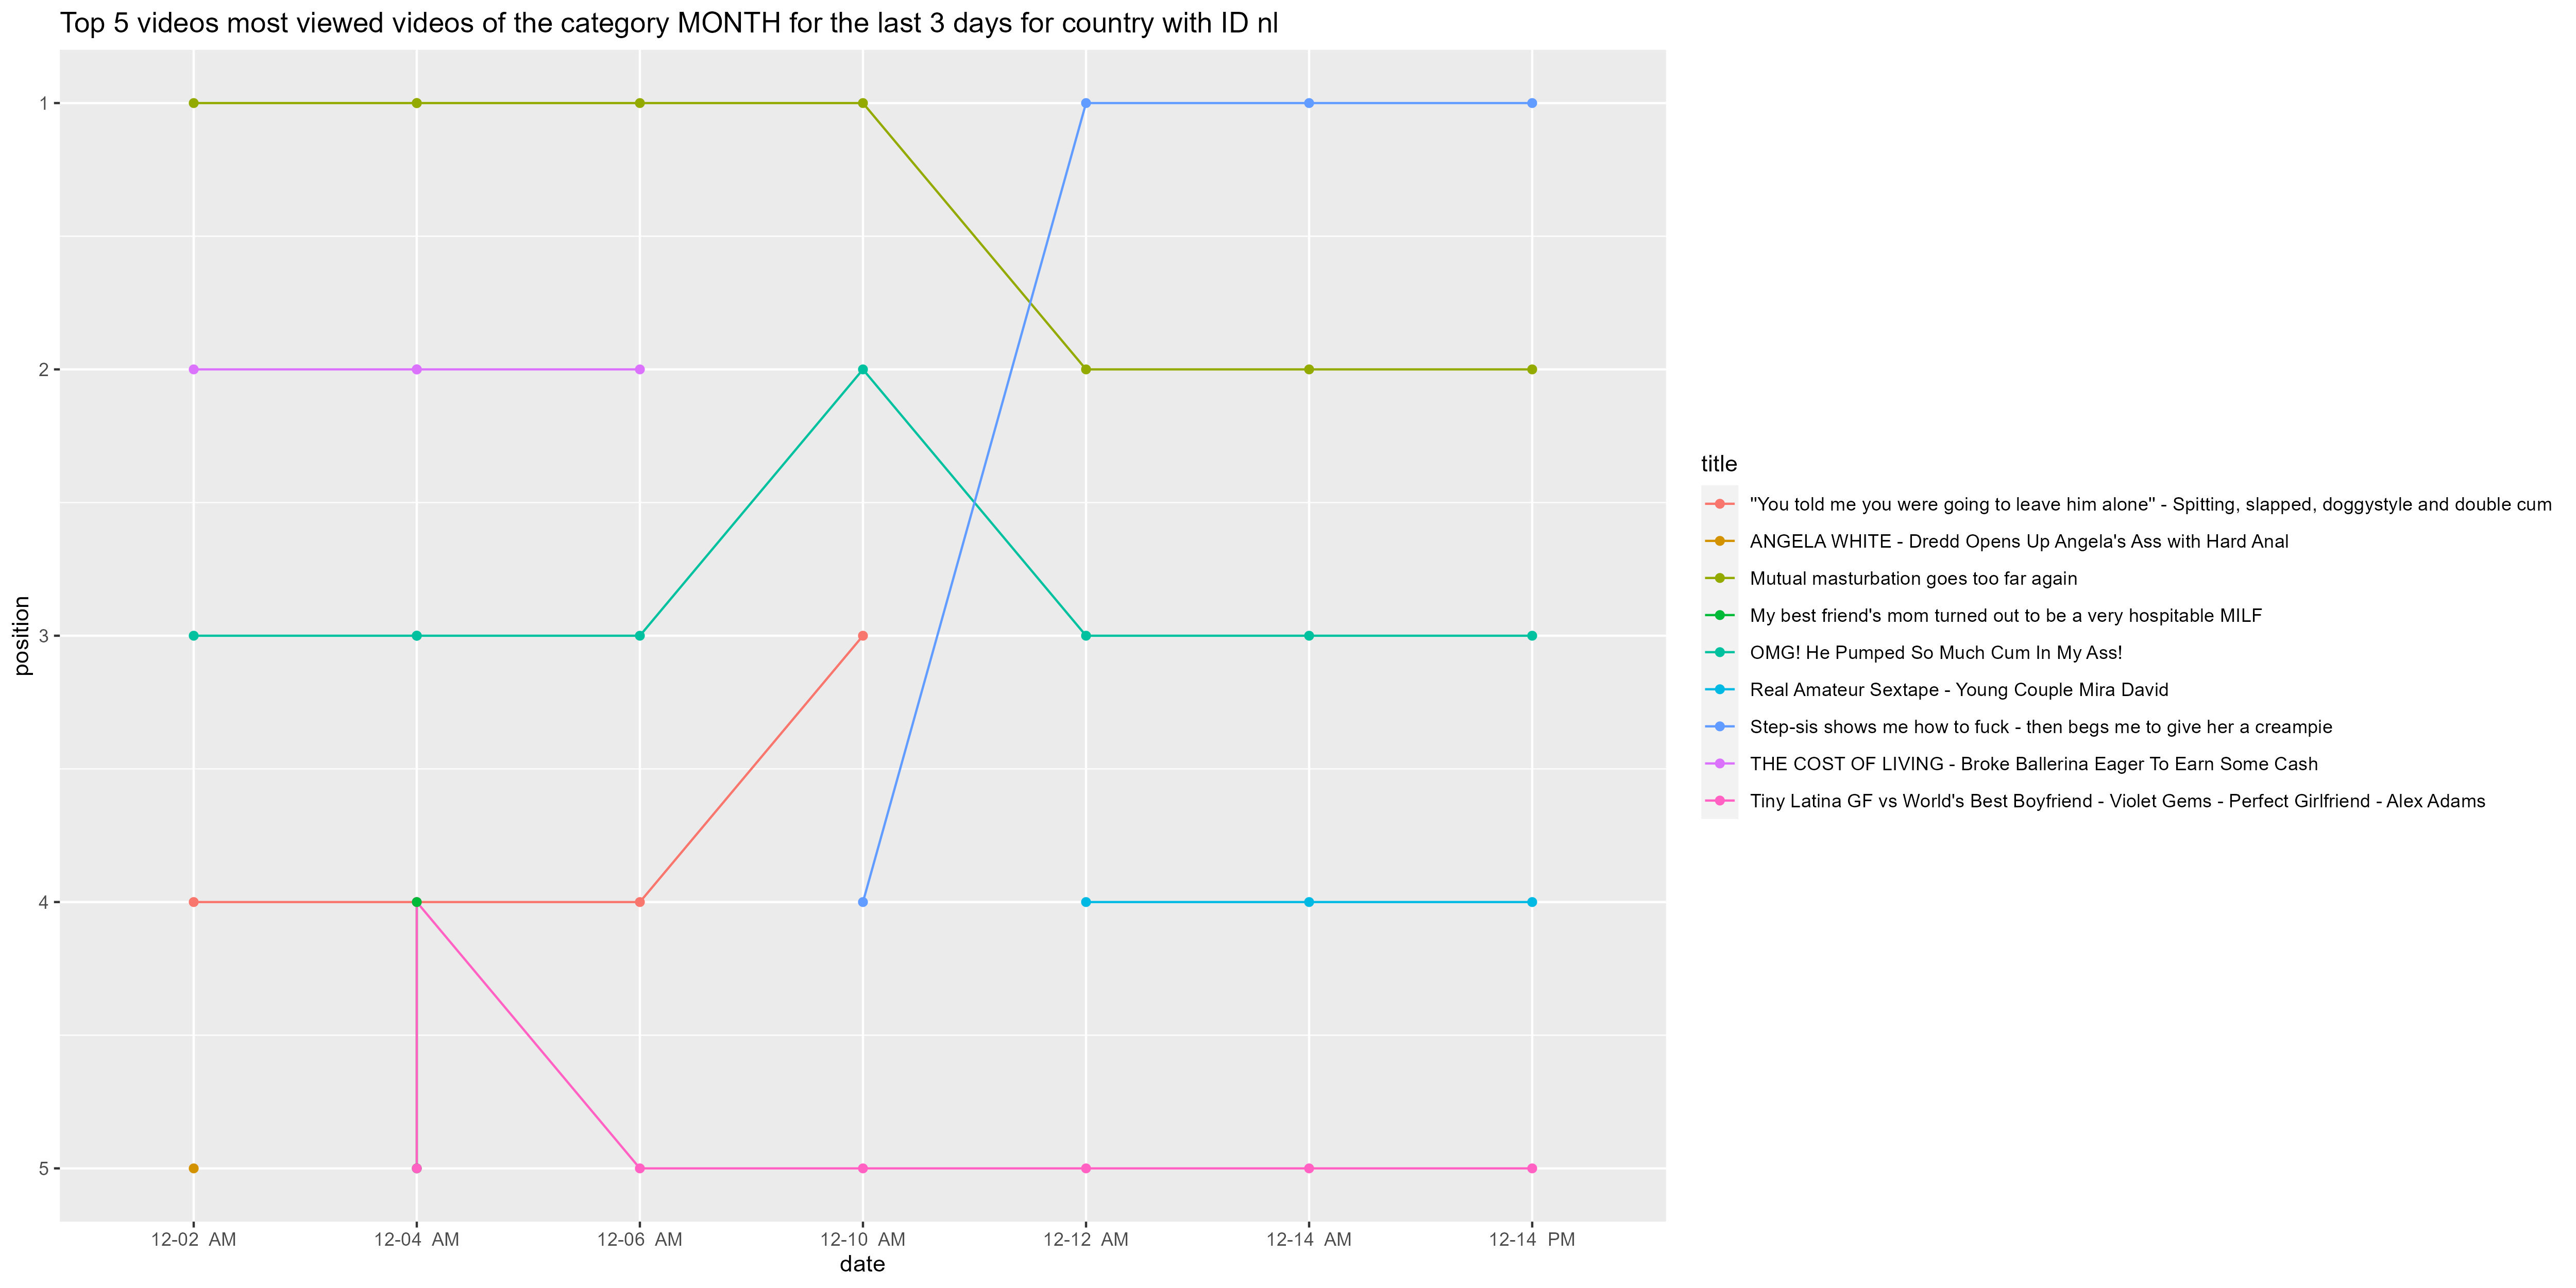 Top 5 videos most viewed videos of the category MONTH for the last 3 days for country with ID nl
position
1
2
3
4
5
12-02 AM
12-04 AM
12-06 AM
12-10 AM
12-12 AM
12-14 AM
12-14 PM
date
title
"You told me you were going to leave him alone" - Spitting, slapped, doggystyle and double cum
ANGELA WHITE - Dredd Opens Up Angela's Ass with Hard Anal
Mutual masturbation goes too far again
My best friend's mom turned out to be a very hospitable MILF
OMG! He Pumped So Much Cum In My Ass!
Real Amateur Sextape - Young Couple Mira David
Step-sis shows me how to fuck - then begs me to give her a creampie
THE COST OF LIVING - Broke Ballerina Eager To Earn Some Cash
Tiny Latina GF vs World's Best Boyfriend - Violet Gems - Perfect Girlfriend - Alex Adams